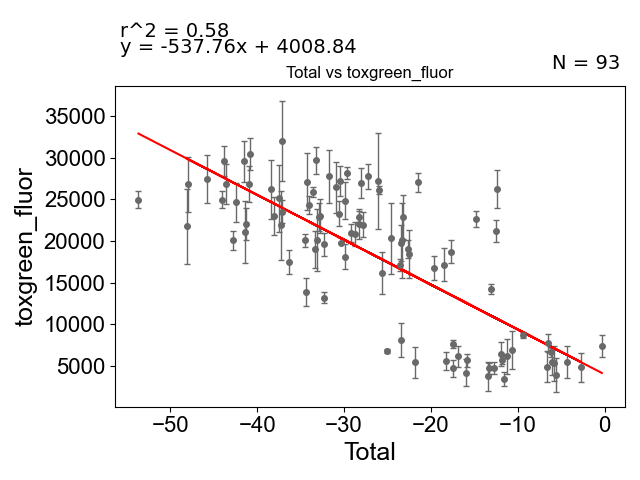 r^2 = 0.58
y = -537.76x + 4008.84
N = 93
Total vs toxgreen_fluor
35000
30000
25000
20000
15000
10000
5000
toxgreen_fluor
−50 −40 −30 −20 −10 0
Total